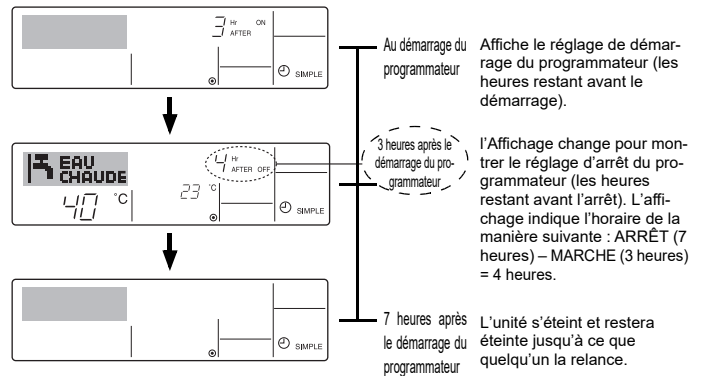 3 Hr ON
AFTER
SIMPLE
Au démarrage du
programmateur
Affiche le réglage de démar-
rage du programmateur (les
heures restant avant le
démarrage).
EAU
CHAUDE
40 °C
4 Hr
AFTER OFF
23 °C
SIMPLE
3 heures après le
démarrage du pro-
grammateur
l’Affichage change pour mon-
trer le réglage d’arrêt du pro-
grammateur (les heures
restant avant l’arrêt). L’affi-
chage indique l’horaire de la
manière suivante : ARRÊT (7
heures) – MARCHE (3 heures)
= 4 heures.
SIMPLE
7 heures après
le démarrage du
programmateur
L’unité s’éteint et restera
éteinte jusqu’à ce que
quelqu’un la relance.